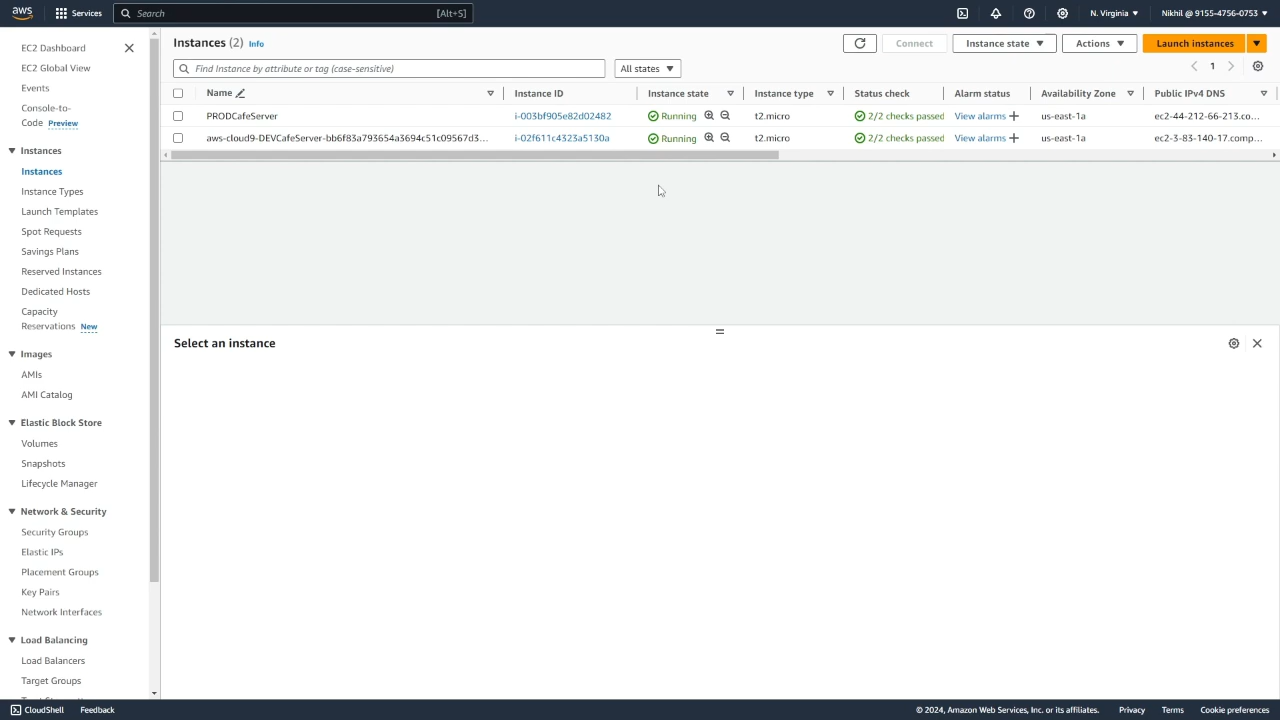 aws Services Search [Alt+S] N. Virginia Nikhil @ 9155-4756-0753
EC2 Dashboard
EC2 Global View
Events
Console-to-
Code Preview
Instances
Instances
Instance Types
Launch Templates
Spot Requests
Savings Plans
Reserved Instances
Dedicated Hosts
Capacity
Reservations New
Images
AMIs
AMI Catalog
Elastic Block Store
Volumes
Snapshots
Lifecycle Manager
Network & Security
Security Groups
Elastic IPs
Placement Groups
Key Pairs
Network Interfaces
Load Balancing
Load Balancers
Target Groups
Instances (2) Info Connect Instance state Actions Launch instances
Find Instance by attribute or tag (case-sensitive) All states 1
Name Instance ID Instance state Instance type Status check Alarm status Availability Zone Public IPv4 DNS
PRODCafeServer i-003bf905e82d02482 Running t2.micro 2/2 checks passed View alarms us-east-1a ec2-44-212-66-213.co...
aws-cloud9-DEVCafeServer-bb6f83a793654a3694c51c09567d3... i-02f611c4323a5130a Running t2.micro 2/2 checks passed View alarms us-east-1a ec2-3-83-140-17.comp...
Select an instance
CloudShell Feedback © 2024, Amazon Web Services, Inc. or its affiliates. Privacy Terms Cookie preferences